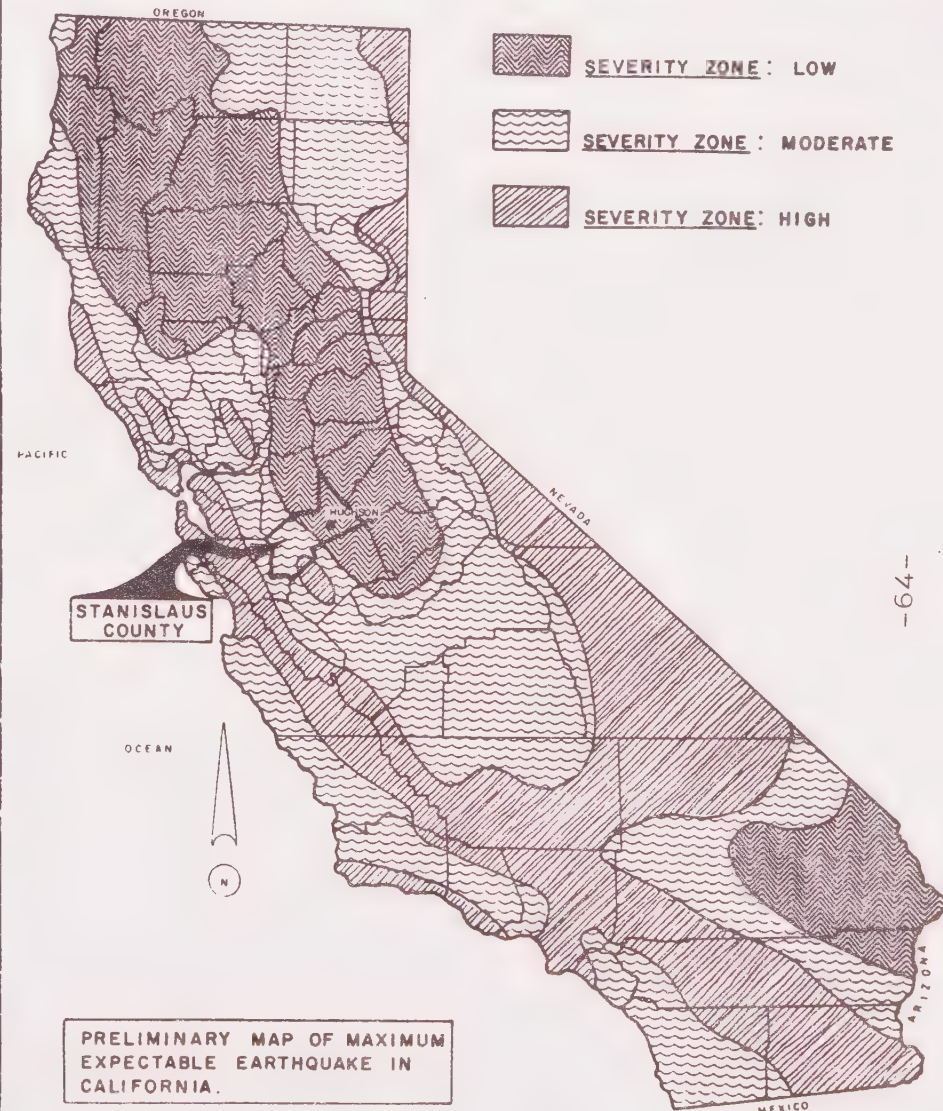 OREGON
SEVERITY ZONE: LOW
SEVERITY ZONE: MODERATE
SEVERITY ZONE: HIGH
PACIFIC
NEVADA
HUGHSON
STANISLAUS
COUNTY
-64-
OCEAN
N
ARIZONA
PRELIMINARY MAP OF MAXIMUM
EXPECTABLE EARTHQUAKE IN
CALIFORNIA.
MEXICO